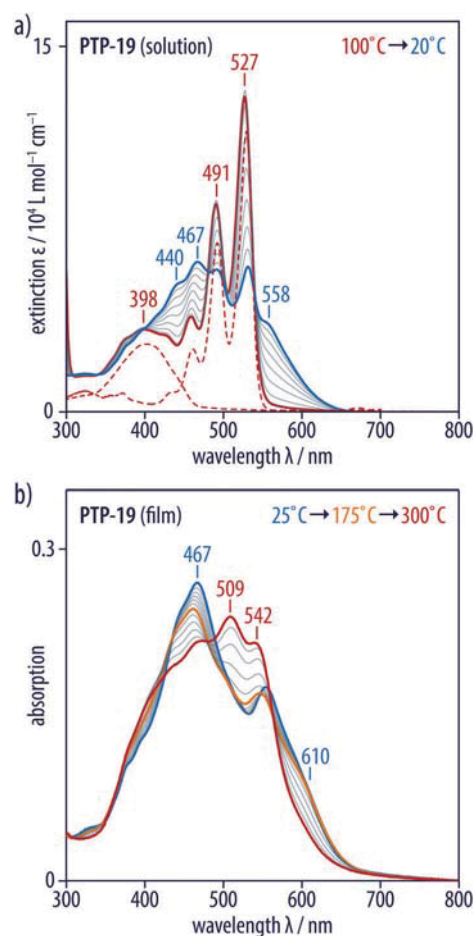 a)
15
PTP-19 (solution)
100°C→20°C
527
491
467
440
398
558
extinction ε / 10⁴ L mol⁻¹ cm⁻¹
0
300 400 500 600 700 800
wavelength λ / nm
b)
PTP-19 (film)
25°C→175°C→300°C
0.3
467
509
542
610
absorption
0
300 400 500 600 700 800
wavelength λ / nm